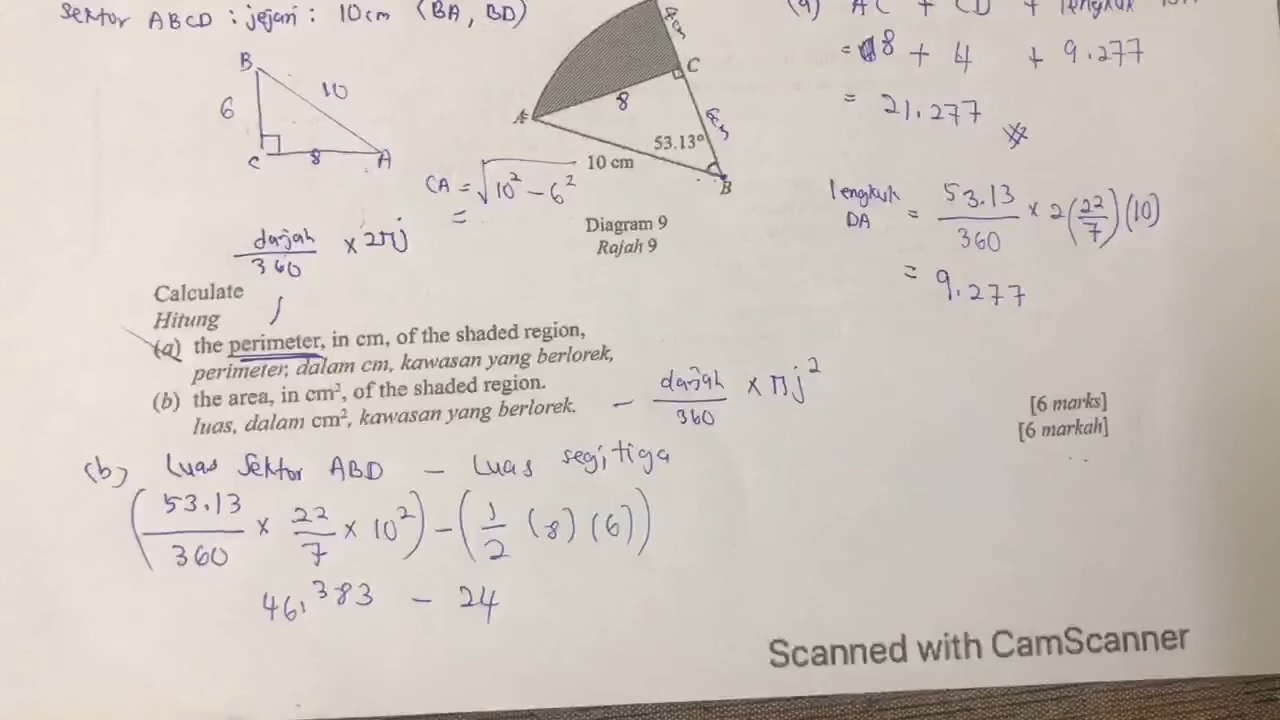 Sektor ABCD : jejari : 10cm (BA, BD)
(a) AC + CD + lengkuk
= 8 + 4 + 9.277
= 21.277
B
6
10
C
8
A
4cm
C
8
A
6cm
53.13°
10 cm
B
CA = √10² - 6²
=
Diagram 9
Rajah 9
lengkuk
DA
= 53.13/360 × 2(22/7)(10)
= 9.277
darjah/360 × 2πj
Calculate
Hitung
(a) the perimeter, in cm, of the shaded region,
perimeter, dalam cm, kawasan yang berlorek,
(b) the area, in cm², of the shaded region.
luas, dalam cm², kawasan yang berlorek.
– darjah/360 × πj²
[6 marks]
[6 markah]
(b) Luas Sektor ABD – Luas segitiga
(53.13/360 × 22/7 × 10²) – (1/2 (8)(6))
46.383 – 24
Scanned with CamScanner